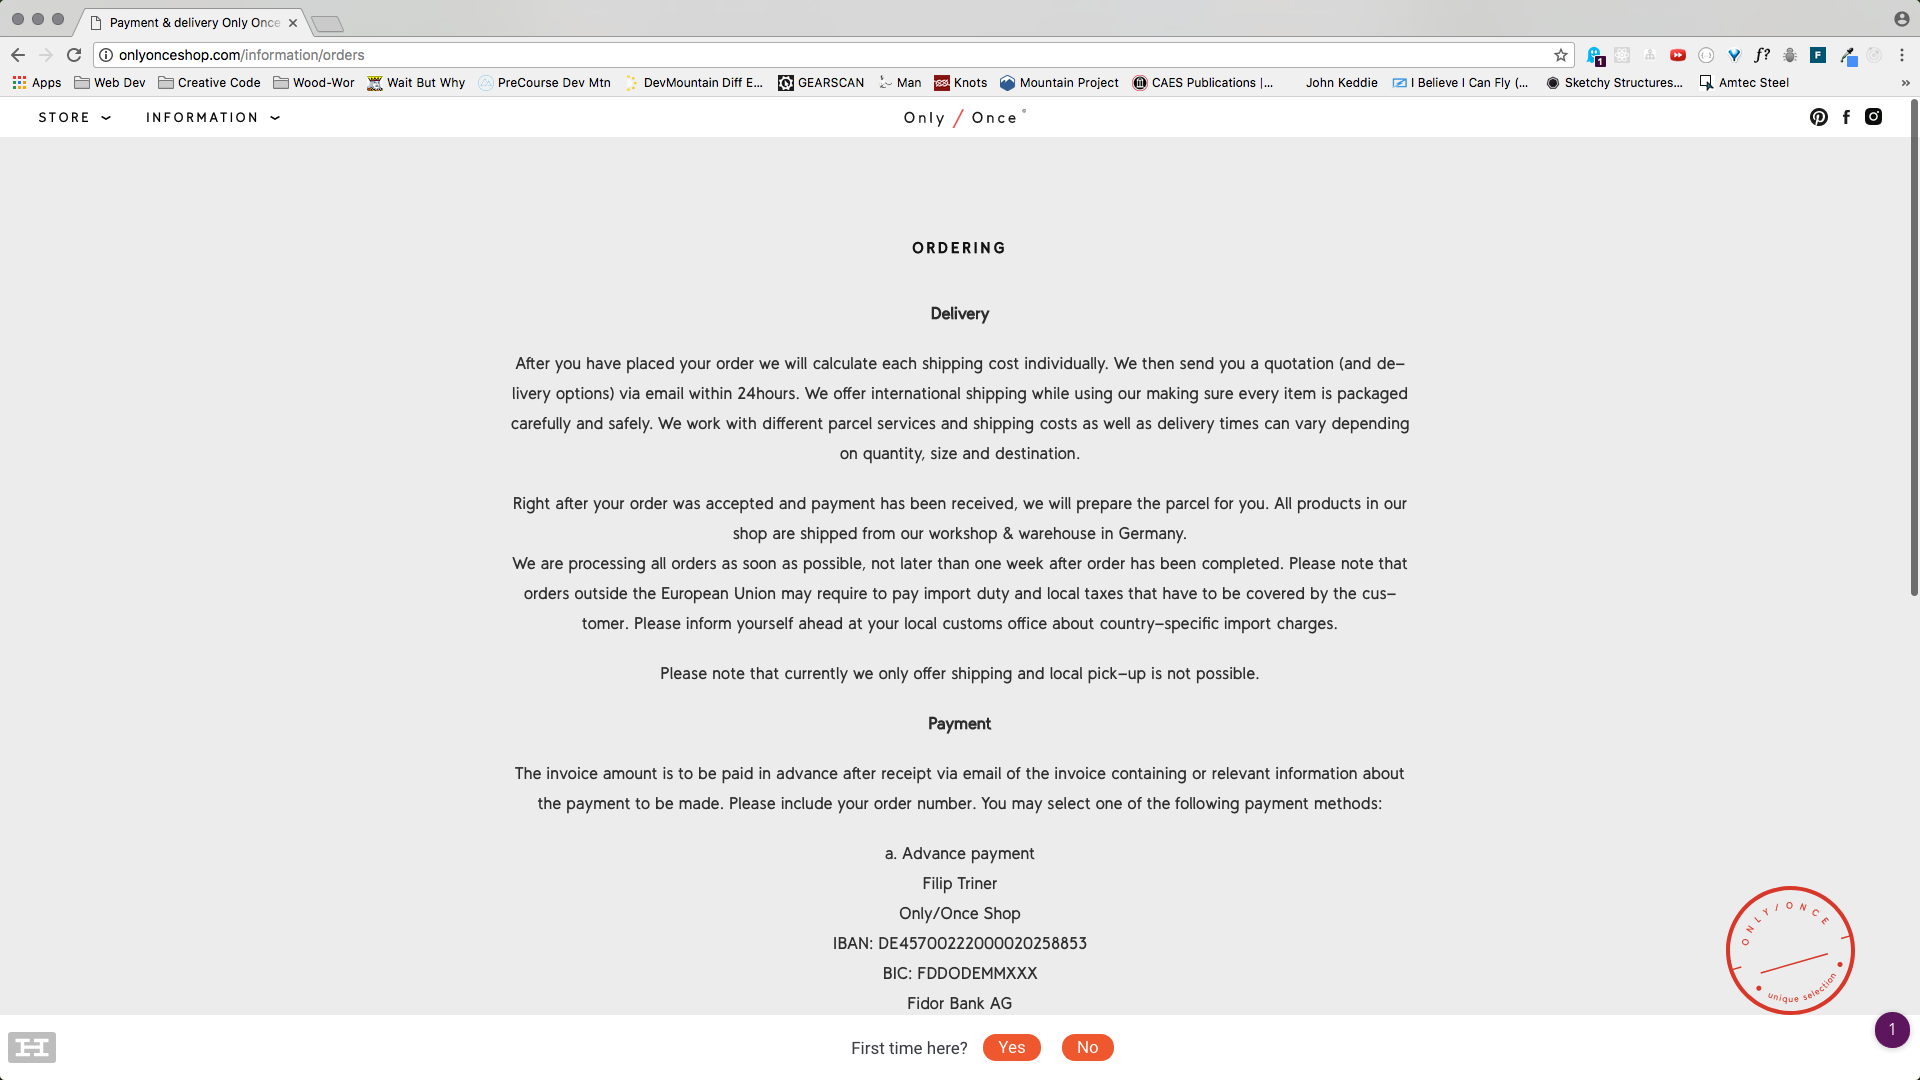 Payment & delivery Only Once
onlyonceshop.com/information/orders
Apps Web Dev Creative Code Wood-Wor Wait But Why PreCourse Dev Mtn DevMountain Diff E... GEARSCAN Man Knots Mountain Project CAES Publications |... John Keddie I Believe I Can Fly (... Sketchy Structures... Amtec Steel »
STORE INFORMATION Only / Once
ORDERING
Delivery
After you have placed your order we will calculate each shipping cost individually. We then send you a quotation (and de–
livery options) via email within 24hours. We offer international shipping while using our making sure every item is packaged
carefully and safely. We work with different parcel services and shipping costs as well as delivery times can vary depending
on quantity, size and destination.
Right after your order was accepted and payment has been received, we will prepare the parcel for you. All products in our
shop are shipped from our workshop & warehouse in Germany.
We are processing all orders as soon as possible, not later than one week after order has been completed. Please note that
orders outside the European Union may require to pay import duty and local taxes that have to be covered by the cus–
tomer. Please inform yourself ahead at your local customs office about country–specific import charges.
Please note that currently we only offer shipping and local pick–up is not possible.
Payment
The invoice amount is to be paid in advance after receipt via email of the invoice containing or relevant information about
the payment to be made. Please include your order number. You may select one of the following payment methods:
a. Advance payment
Filip Triner
Only/Once Shop
IBAN: DE45700222000020258853
BIC: FDDODEMMXXX
Fidor Bank AG
ONLY/ONCE
unique selection
First time here? Yes No
1